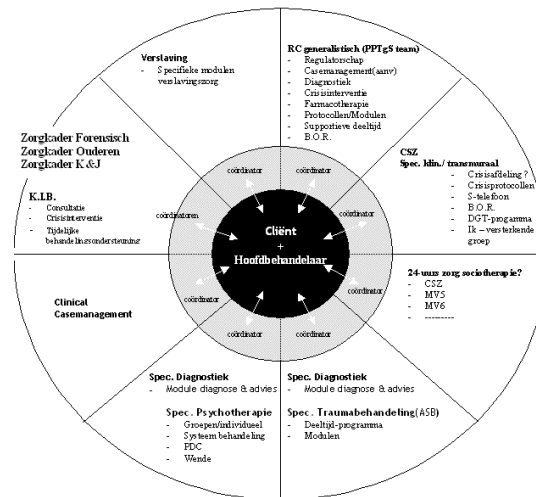 Verslaving
- Specifieke modulen
verslavingszorg
RC generalistisch (PPTgS team)
- Regulatorschap
- Casemanagement(aanv)
- Diagnostiek
- Crisisinterventie
- Farmacotherapie
- Protocollen/Modulen
- Supportieve deeltijd
- B.O.R.
Zorgkader Forensisch
Zorgkader Ouderen
Zorgkader K &J
K.I.B.
- Consultatie
- Crisisinterventie
- Tijdelijke
behandelingsondersteuning
CSZ
Spec. klin./ transmuraal
- Crisisafdeling ?
- Crisisprotocollen
- S-telefoon
- B.O.R.
- DGT-progamma
- Ik – versterkende
groep
coördinator
coördinator
coördinatoren
coördinator
Cliënt
+
Hoofdbehandelaar
coördinator
coördinator
coördinator
coördinator
24-uurs zorg sociotherapie?
- CSZ
- MV5
- MV6
- ---------
Clinical
Casemanagement
Spec. Diagnostiek
- Module diagnose & advies
Spec. Psychotherapie
- Groepen/individueel
- Systeem behandeling
- PDC
- Wende
Spec. Diagnostiek
- Module diagnose & advies
Spec. Traumabehandeling(ASB)
- Deeltijd-programma
- Modulen